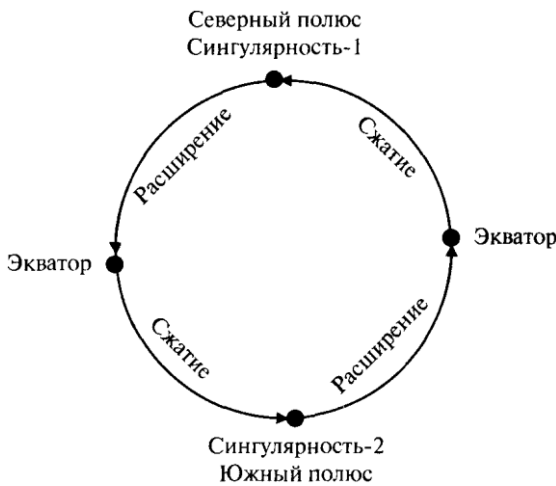 Северный полюс
Сингулярность-1
Расширение
Сжатие
Экватор
Экватор
Сжатие
Расширение
Сингулярность-2
Южный полюс